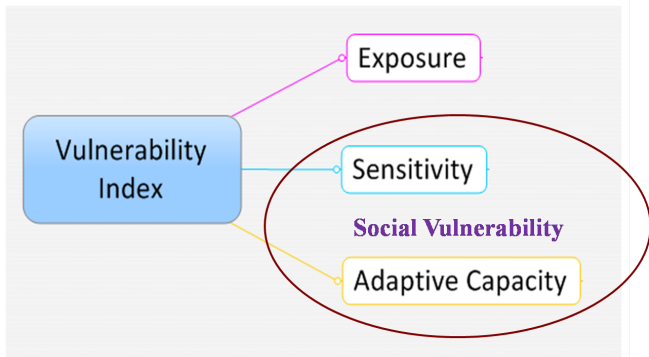 Exposure
Vulnerability
Index
Sensitivity
Social Vulnerability
Adaptive Capacity